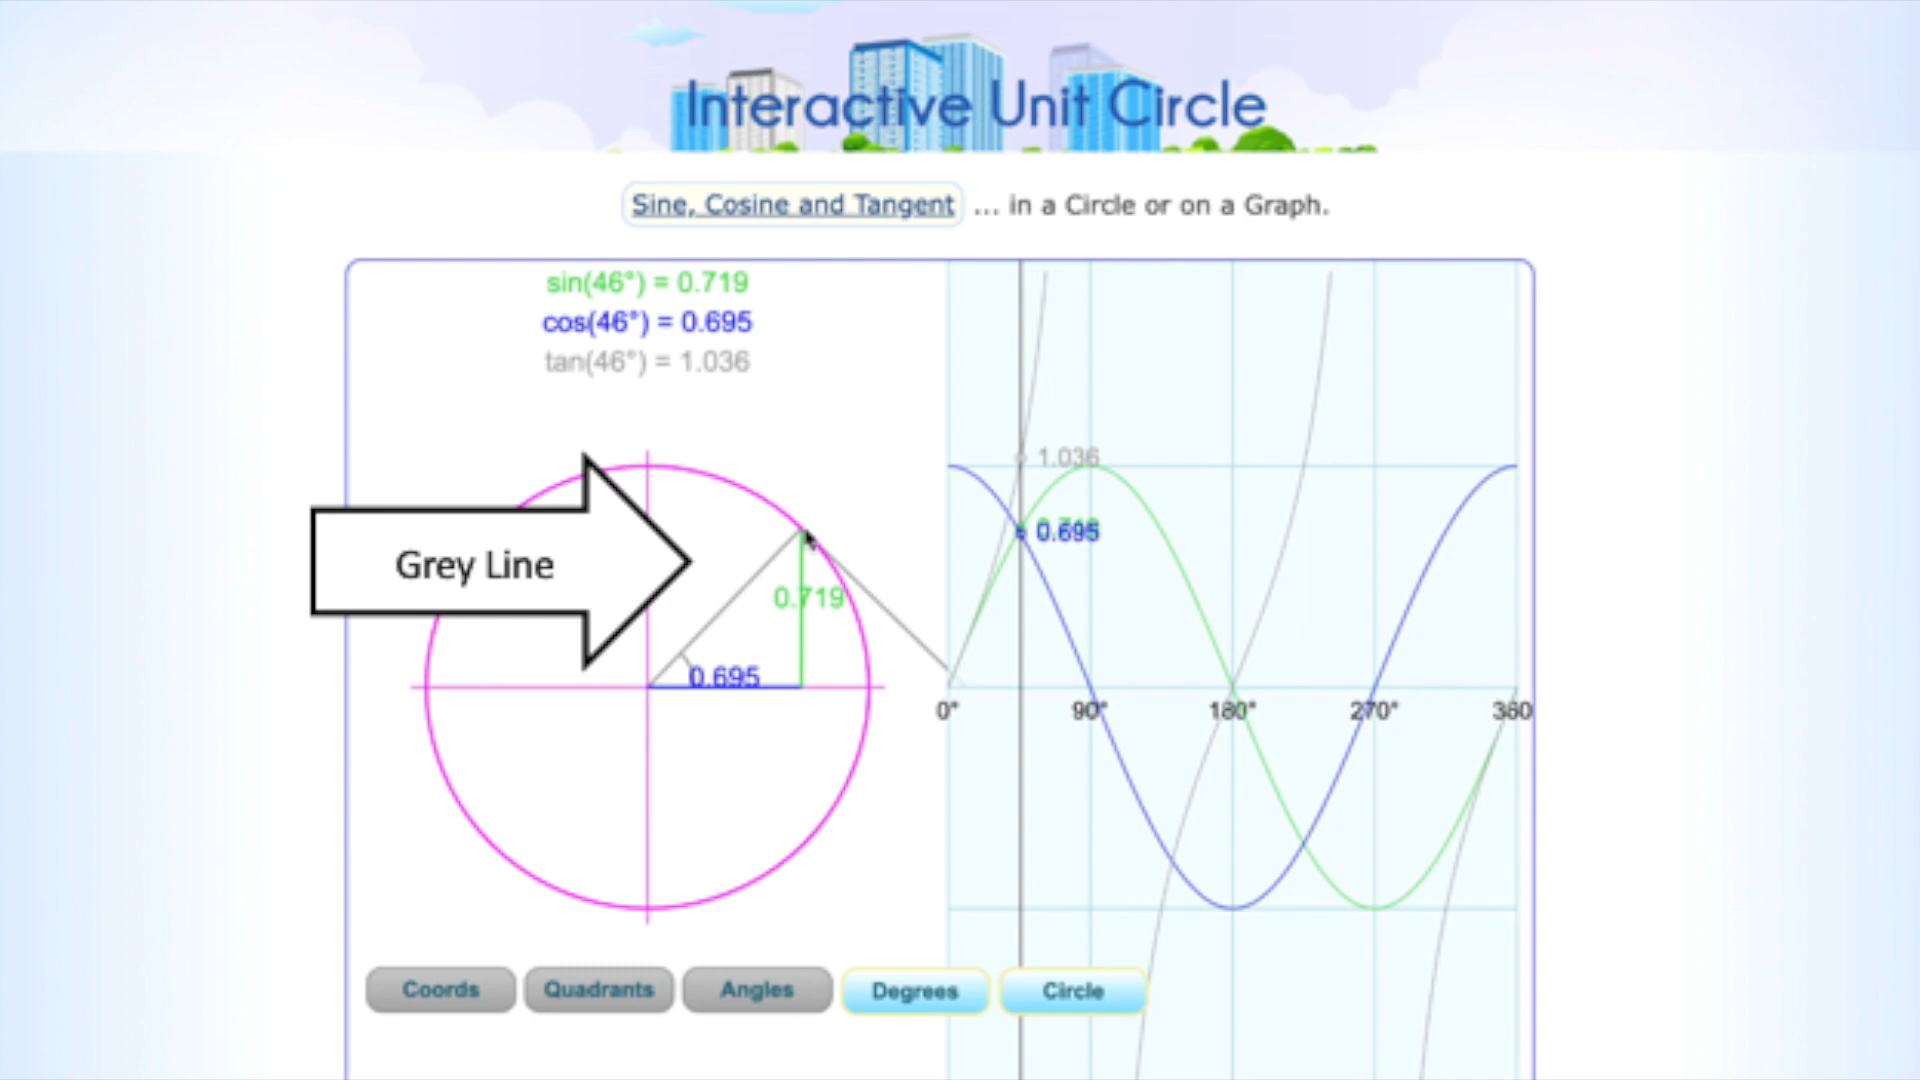 Interactive Unit Circle
Sine, Cosine and Tangent ... in a Circle or on a Graph.
sin(46°) = 0.719
cos(46°) = 0.695
tan(46°) = 1.036
1.036
0.695
Grey Line
0.719
0.695
0° 90° 180° 270° 360
Coords Quadrants Angles Degrees Circle